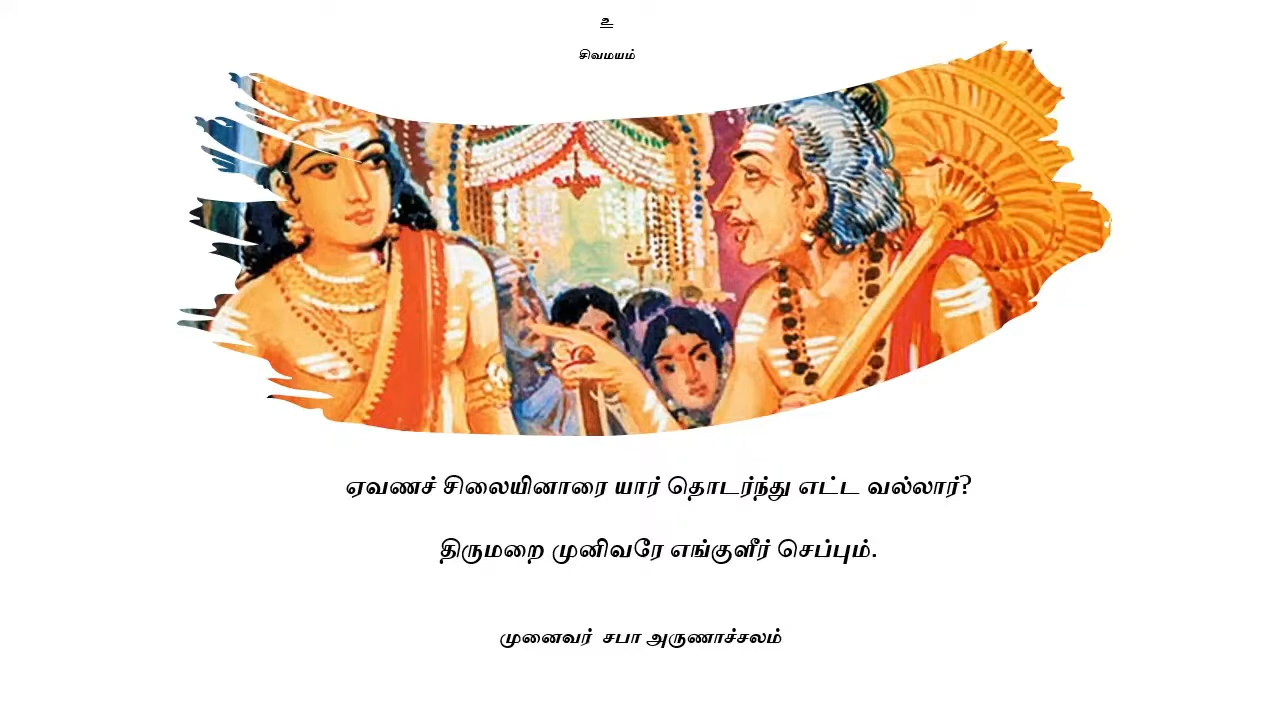 உ
சிவமயம்
ஏவணச் சிலையினாரை யார் தொடர்ந்து எட்ட வல்லார்?
திருமறை முனிவரே எங்குளீர் செப்பும்.
முனைவர் சபா அருணாச்சலம்